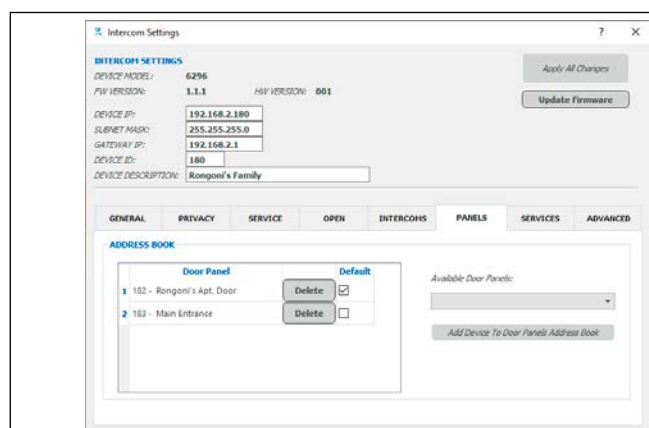 Intercom Settings ? X
INTERCOM SETTINGS
DEVICE MODEL: 6296
FW VERSION: 1.1.1 HW VERSION: 001
DEVICE IP: 192.168.2.180
SUBNET MASK: 255.255.255.0
GATEWAY IP: 192.168.2.1
DEVICE ID: 180
DEVICE DESCRIPTION: Rongoni's Family
Apply All Changes
Update Firmware
GENERAL PRIVACY SERVICE OPEN INTERCOMS PANELS SERVICES ADVANCED
ADDRESS BOOK
Door Panel Default
1 182 - Rongoni's Apt. Door Delete
2 183 - Main Entrance Delete
Available Door Panels:
Add Device To Door Panels Address Book